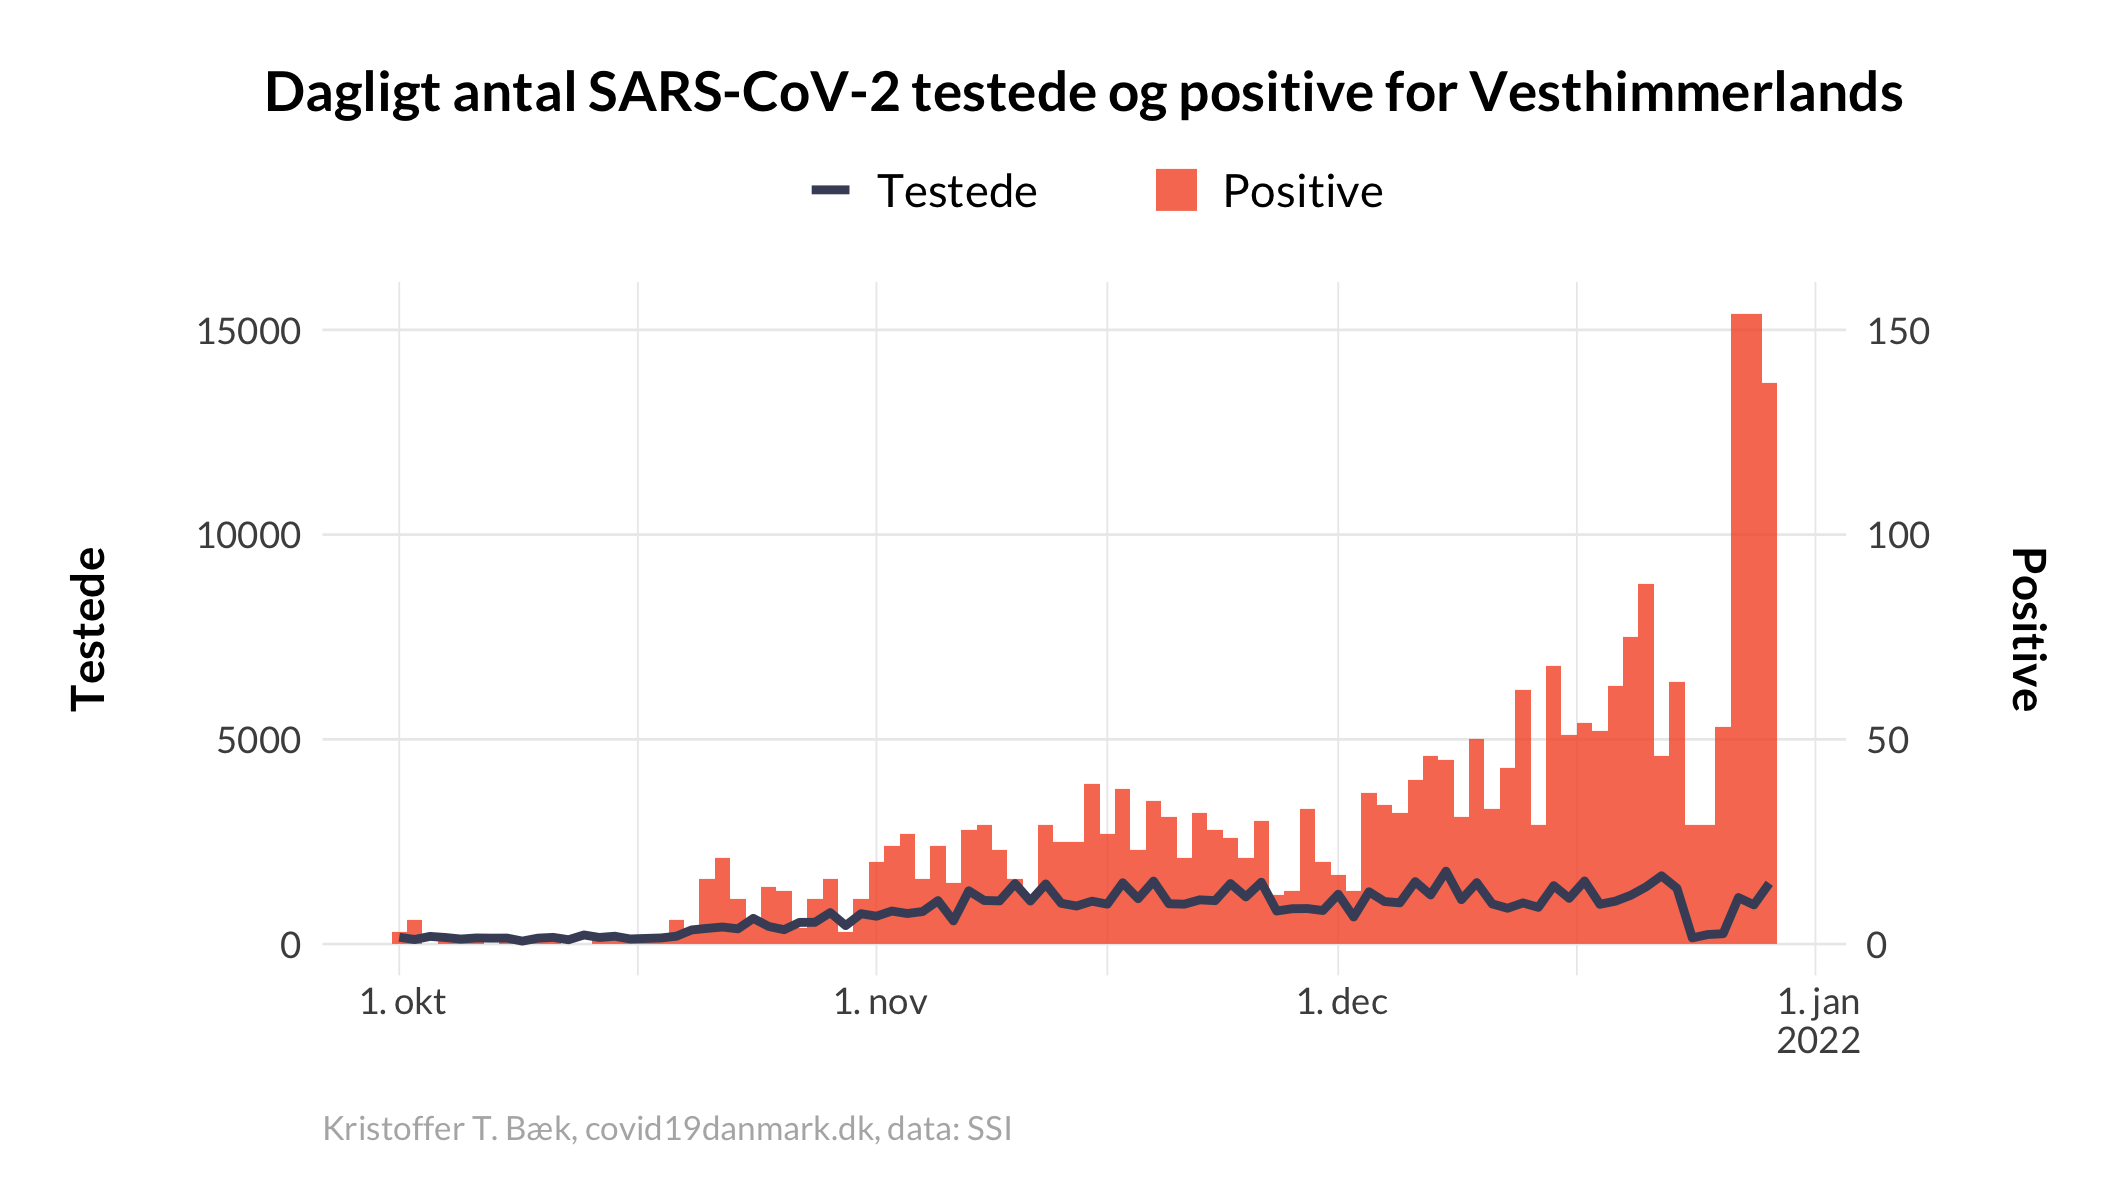 Dagligt antal SARS-CoV-2 testede og positive for Vesthimmerlands
Testede
Positive
15000
10000
5000
0
150
100
50
0
Testede
Positive
1. okt
1. nov
1. dec
1. jan
2022
Kristoffer T. Bæk, covid19danmark.dk, data: SSI